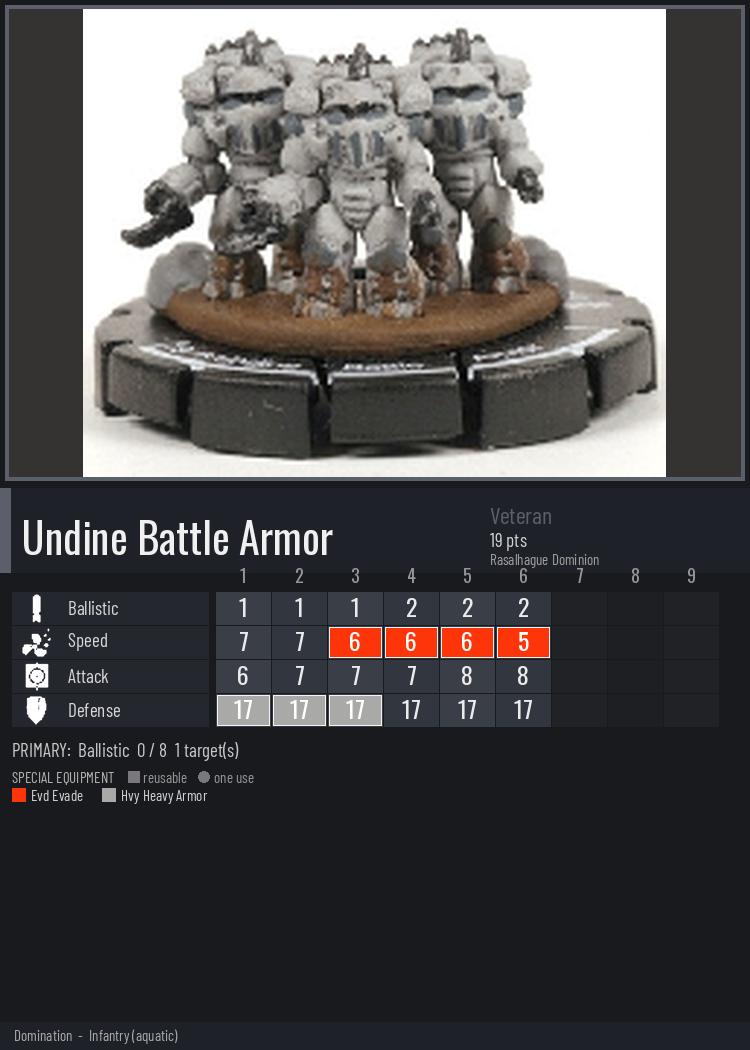 Undine Battle Armor
Veteran
19 pts
Rasalhague Dominion
1 2 3 4 5 6 7 8 9
Ballistic 1 1 1 2 2 2
Speed 7 7 6 6 6 5
Attack 6 7 7 7 8 8
Defense 17 17 17 17 17 17
PRIMARY: Ballistic 0 / 8 1 target(s)
SPECIAL EQUIPMENT reusable one use
Evd Evade Hvy Heavy Armor
Domination - Infantry (aquatic)